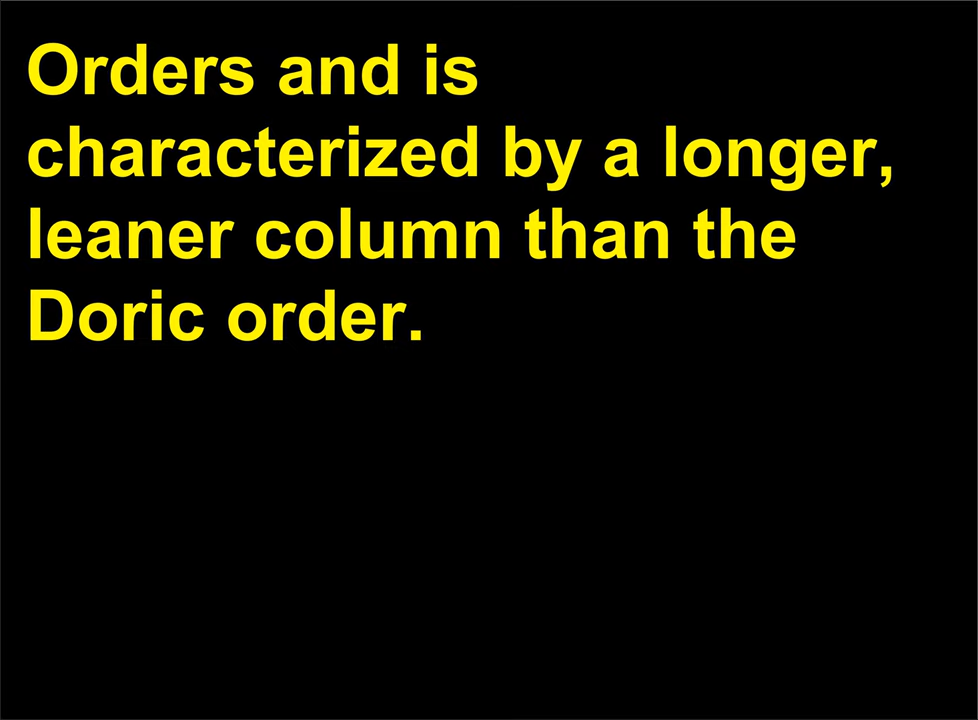 Orders and is
characterized by a longer,
leaner column than the
Doric order.